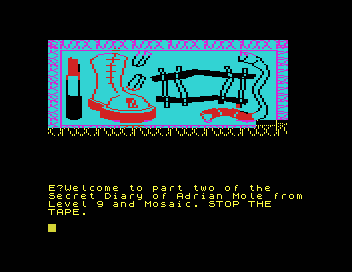 E?Welcome to part two of the
Secret Diary of Adrian Mole from
Level 9 and Mosaic. STOP THE
TAPE.